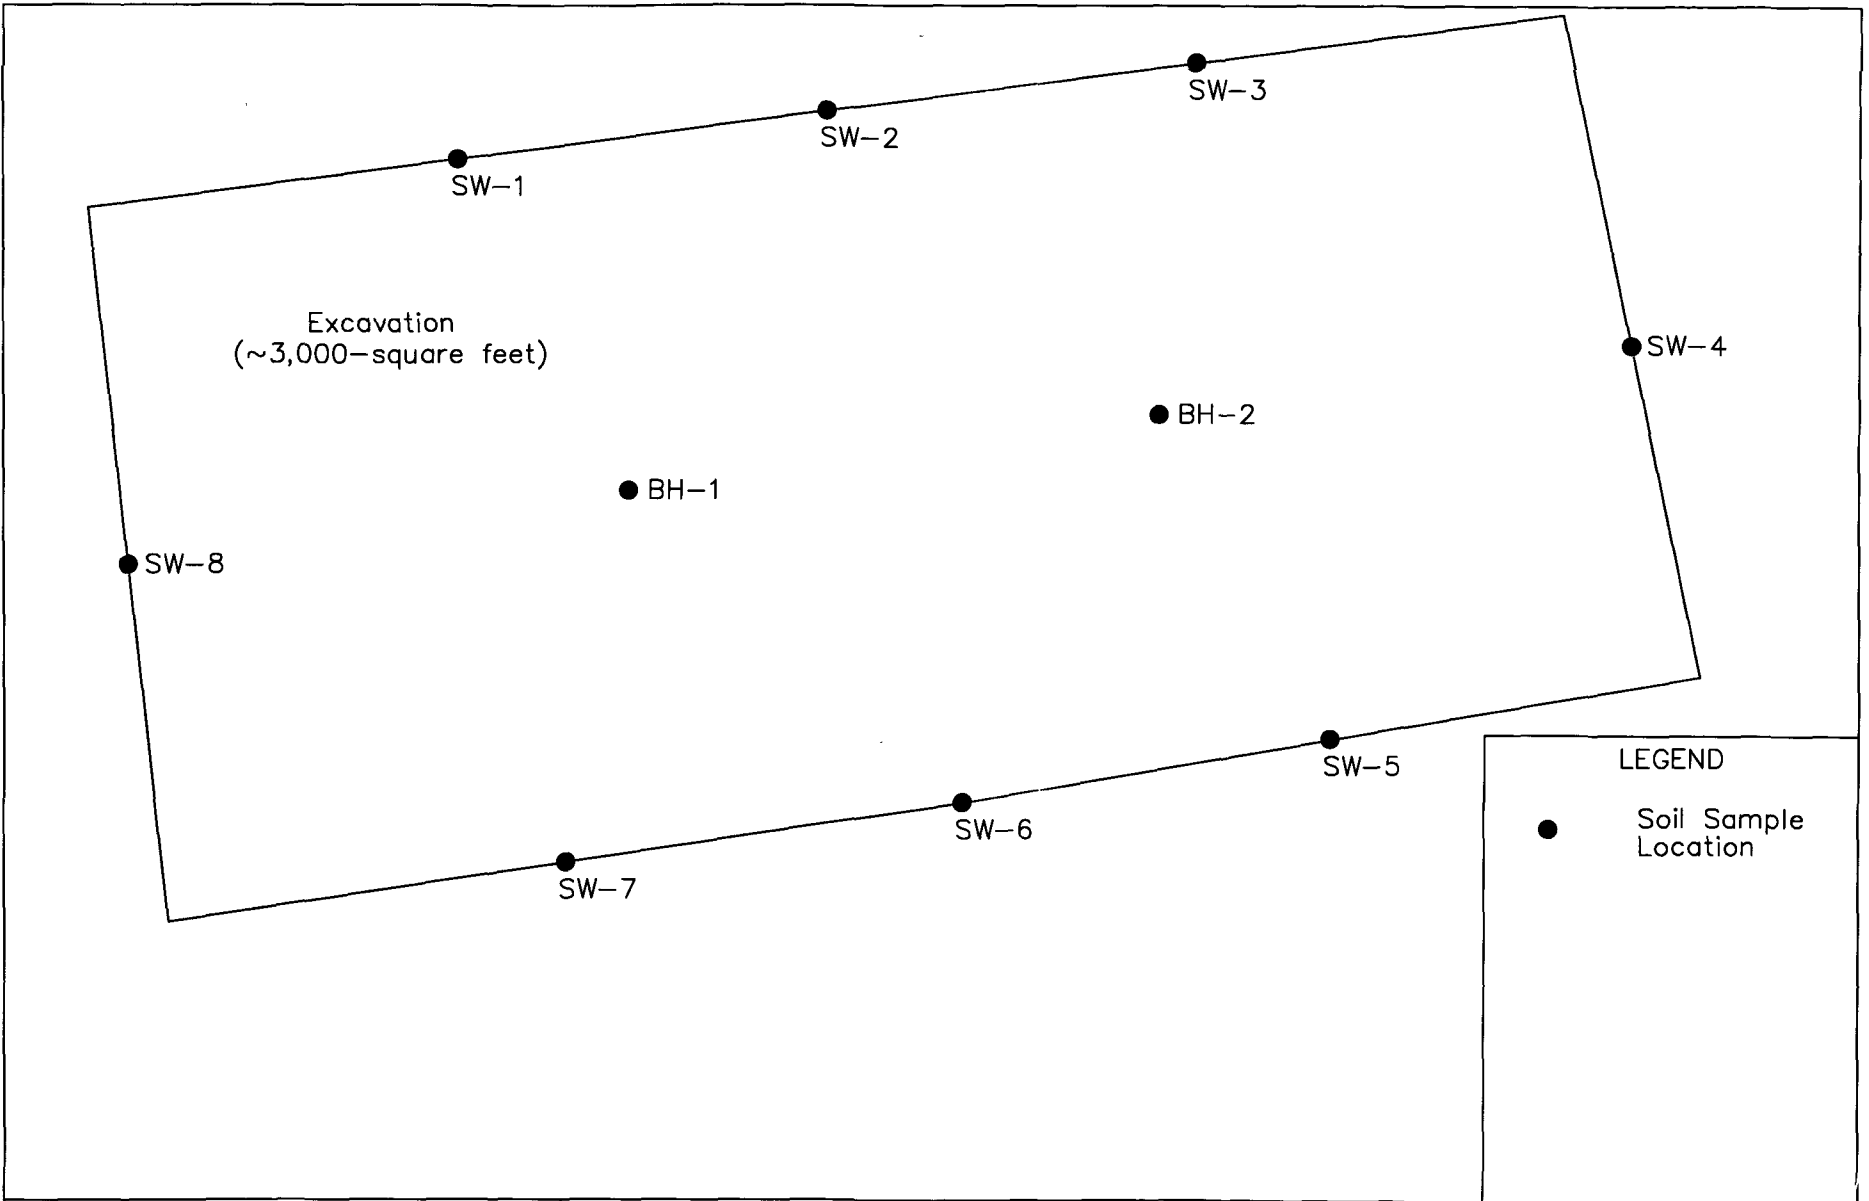 SW-3
SW-2
SW-1
Excavation
(~3,000-square feet)
SW-4
BH-2
BH-1
SW-8
SW-5
SW-6
SW-7
LEGEND
Soil Sample
Location